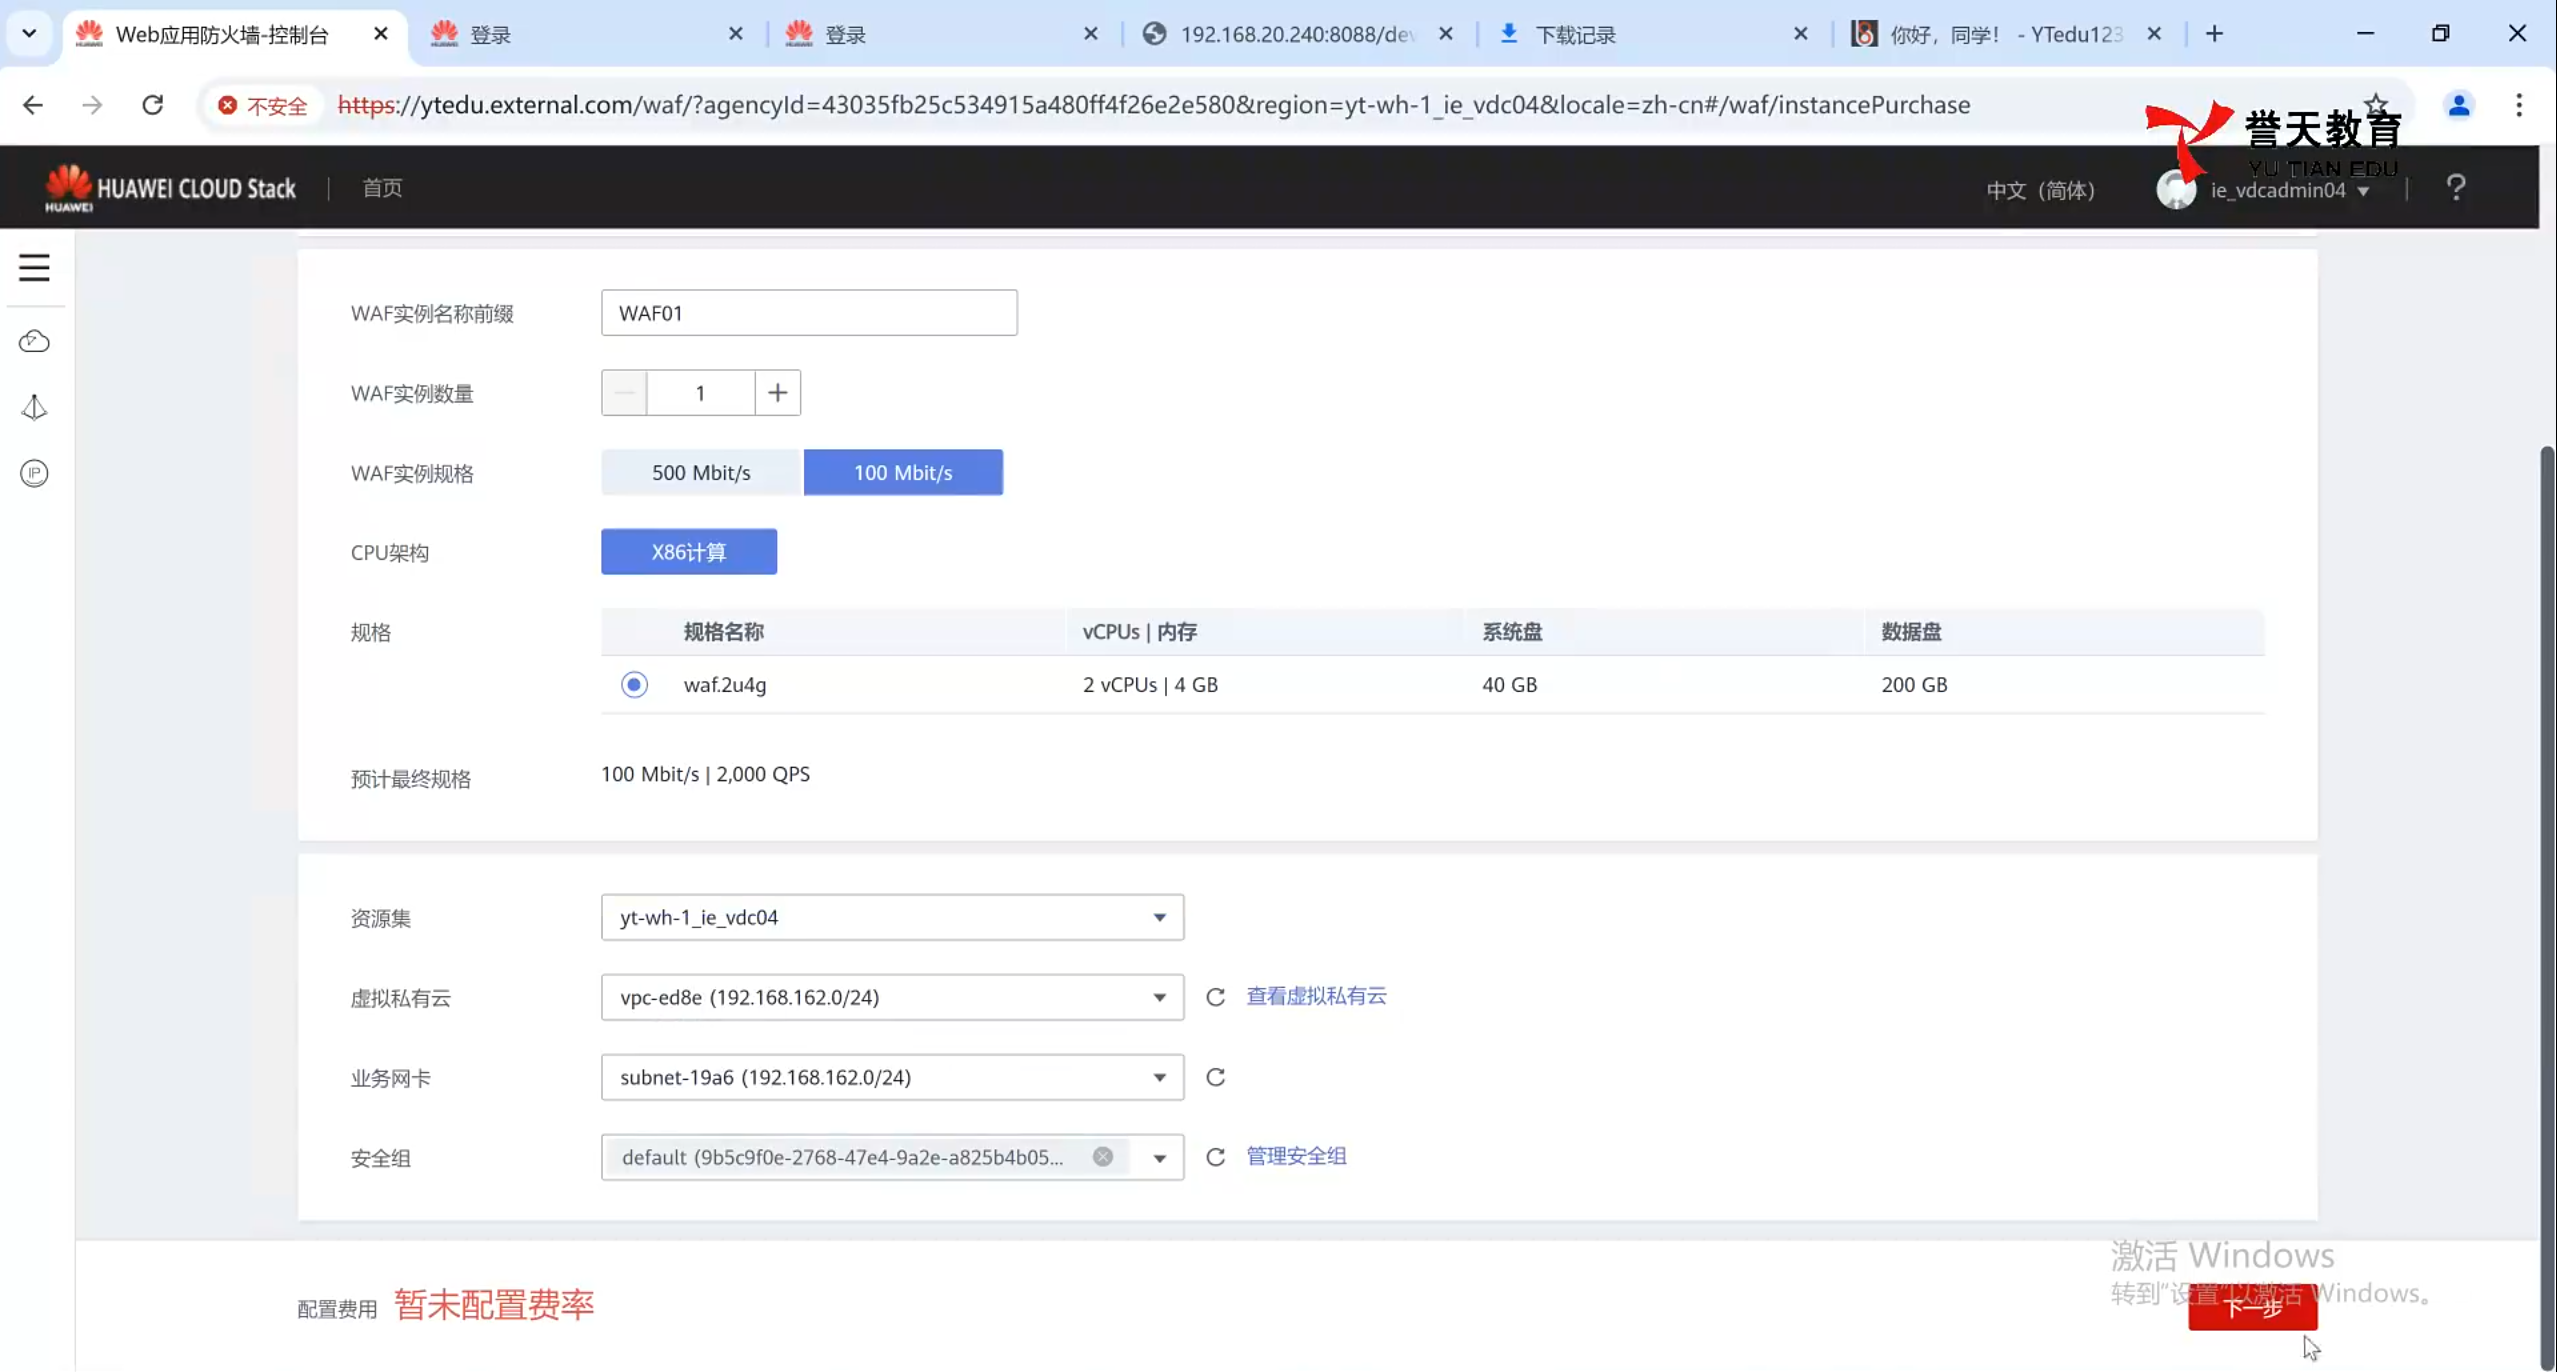 Web应用防火墙-控制台
登录
登录
192.168.20.240:8088/dev
下载记录
你好，同学！ - YTedu123
不安全
https://ytedu.external.com/waf/?agencyId=43035fb25c534915a480ff4f26e2e580&region=yt-wh-1_ie_vdc04&locale=zh-cn#/waf/instancePurchase
誉天教育
YU TIAN EDU
HUAWEI
HUAWEI CLOUD Stack
首页
中文（简体）
ie_vdcadmin04
?
WAF实例名称前缀
WAF01
WAF实例数量
1
WAF实例规格
500 Mbit/s
100 Mbit/s
CPU架构
X86计算
规格
规格名称
vCPUs | 内存
系统盘
数据盘
waf.2u4g
2 vCPUs | 4 GB
40 GB
200 GB
预计最终规格
100 Mbit/s | 2,000 QPS
资源集
yt-wh-1_ie_vdc04
虚拟私有云
vpc-ed8e (192.168.162.0/24)
查看虚拟私有云
业务网卡
subnet-19a6 (192.168.162.0/24)
安全组
default (9b5c9f0e-2768-47e4-9a2e-a825b4b05...
管理安全组
IP
配置费用
暂未配置费率
激活 Windows
转到“设置”以激活 Windows。
下一步